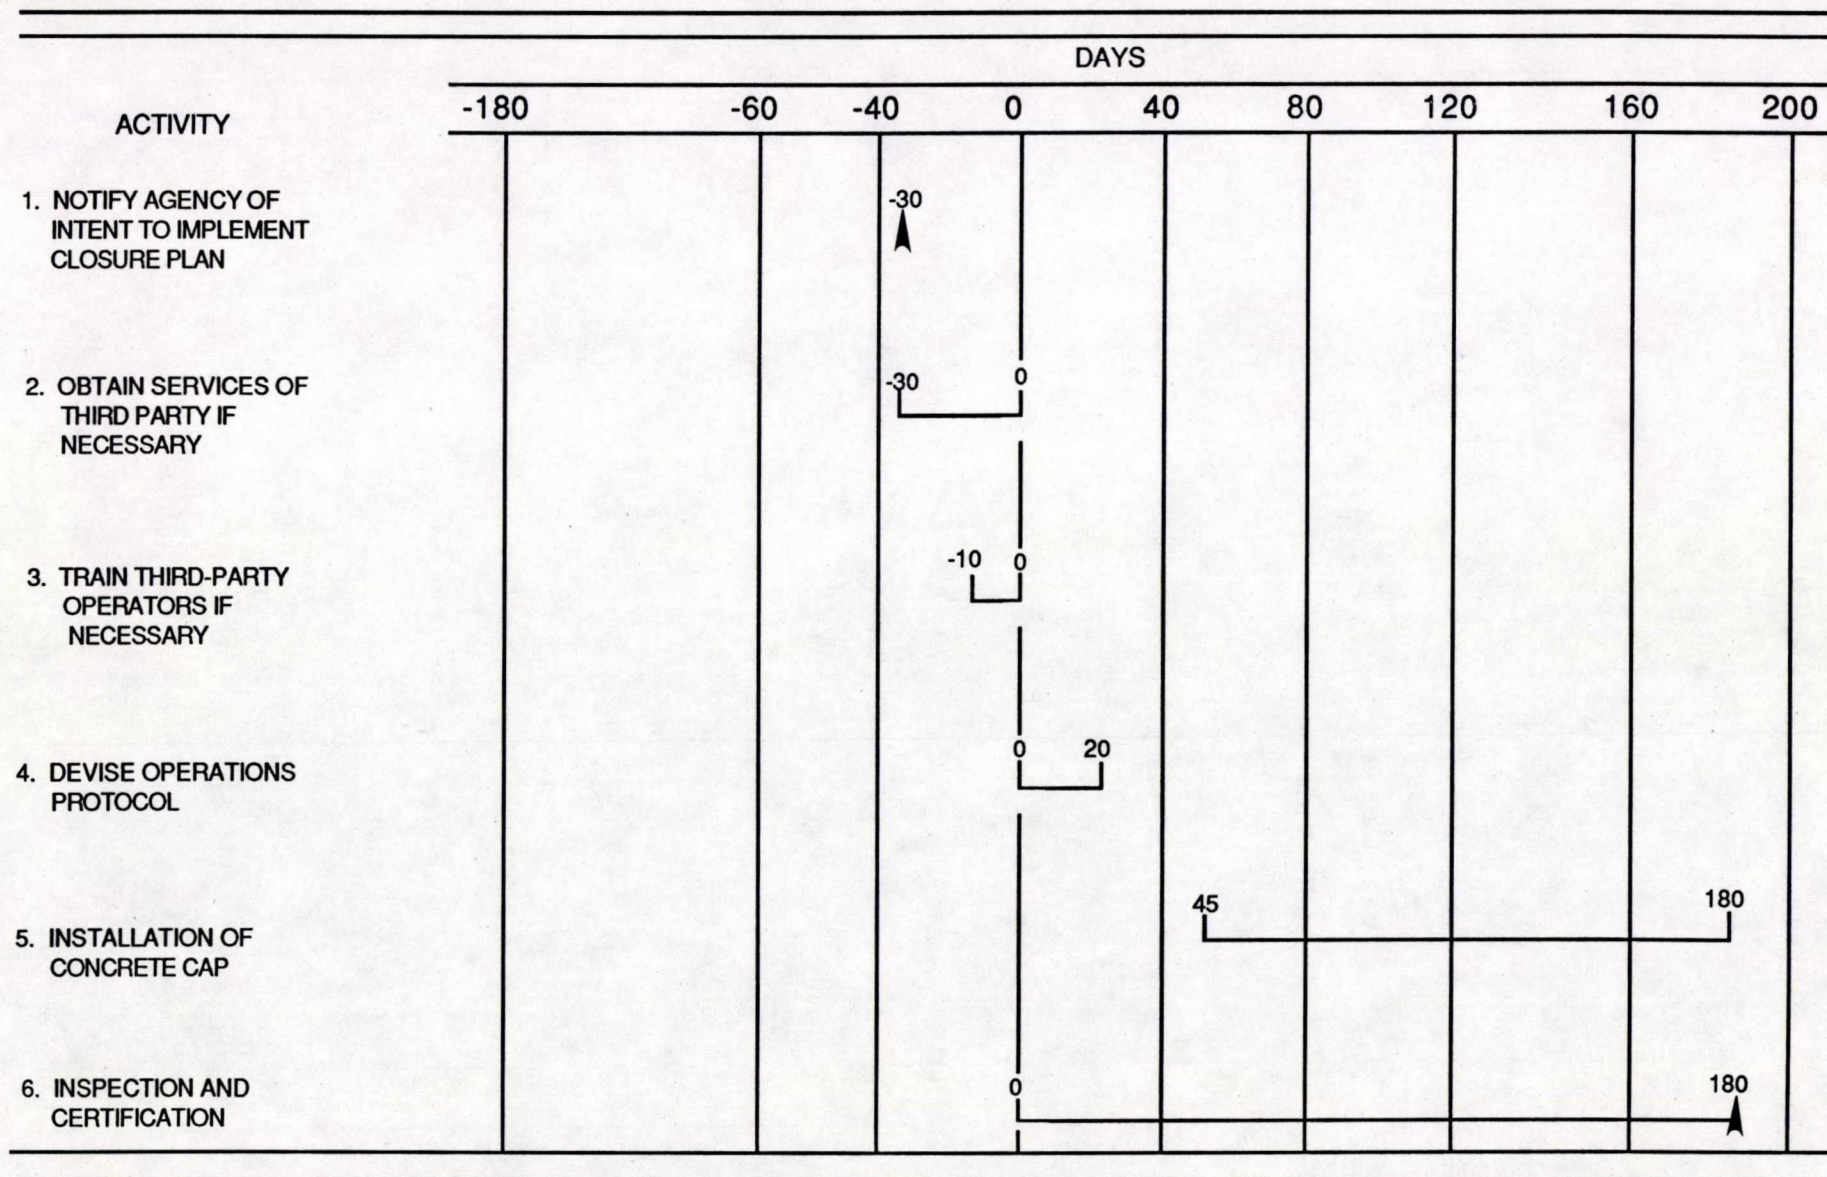 DAYS
ACTIVITY
-180 -60 -40 0 40 80 120 160 200
1. NOTIFY AGENCY OF
INTENT TO IMPLEMENT
CLOSURE PLAN
-30
2. OBTAIN SERVICES OF
THIRD PARTY IF
NECESSARY
-30 0
3. TRAIN THIRD-PARTY
OPERATORS IF
NECESSARY
-10 0
4. DEVISE OPERATIONS
PROTOCOL
0 20
5. INSTALLATION OF
CONCRETE CAP
45 180
6. INSPECTION AND
CERTIFICATION
0 180